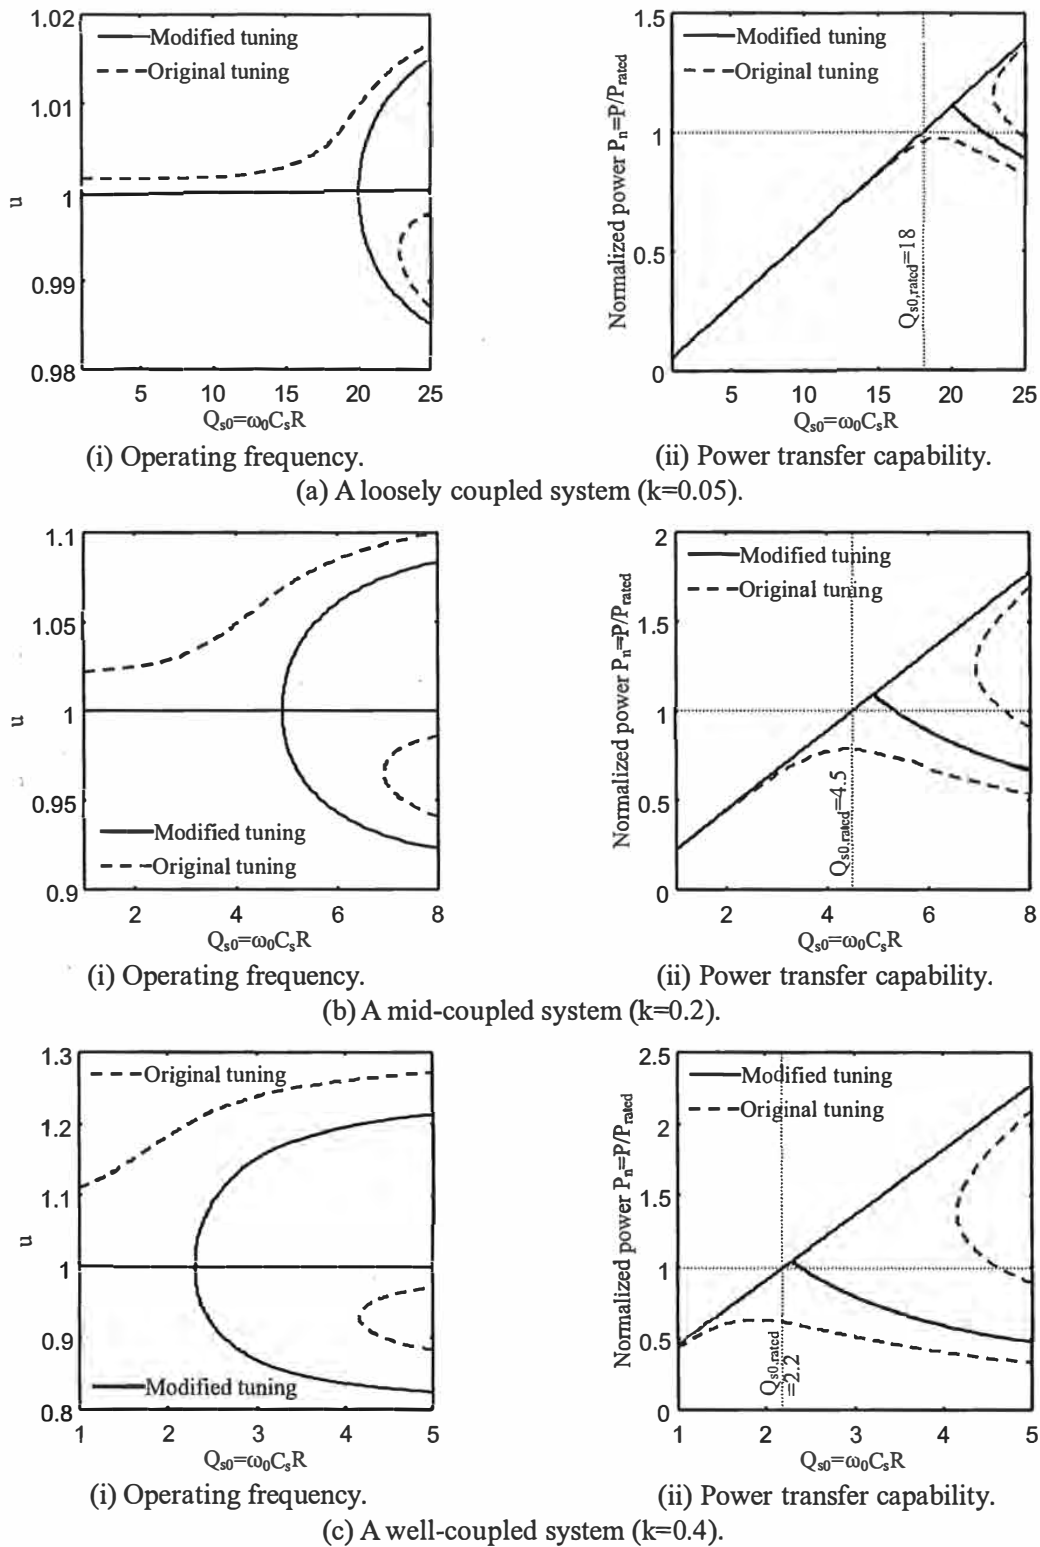 1.02
Modified tuning
Original tuning
1.01
1
u
0.99
0.98
5 10 15 20 25
Qs0=ω0CsR
(i) Operating frequency.
1.5
Modified tuning
Original tuning
1
Normalized power Pn=P/Prated
0.5
Qs0,rated=18
0
5 10 15 20 25
Qs0=ω0CsR
(ii) Power transfer capability.
(a) A loosely coupled system (k=0.05).
1.1
1.05
1
u
0.95
Modified tuning
Original tuning
0.9
2 4 6 8
Qs0=ω0CsR
(i) Operating frequency.
2
Modified tuning
Original tuning
1.5
Normalized power Pn=P/Prated
1
0.5
Qs0,rated=4.5
0
2 4 6 8
Qs0=ω0CsR
(ii) Power transfer capability.
(b) A mid-coupled system (k=0.2).
1.3
Original tuning
1.2
1.1
u
1
0.9
Modified tuning
0.8
1 2 3 4 5
Qs0=ω0CsR
(i) Operating frequency.
2.5
Modified tuning
Original tuning
2
1.5
Normalized power Pn=P/Prated
1
0.5
Qs0,rated
=2.2
0
1 2 3 4 5
Qs0=ω0CsR
(ii) Power transfer capability.
(c) A well-coupled system (k=0.4).